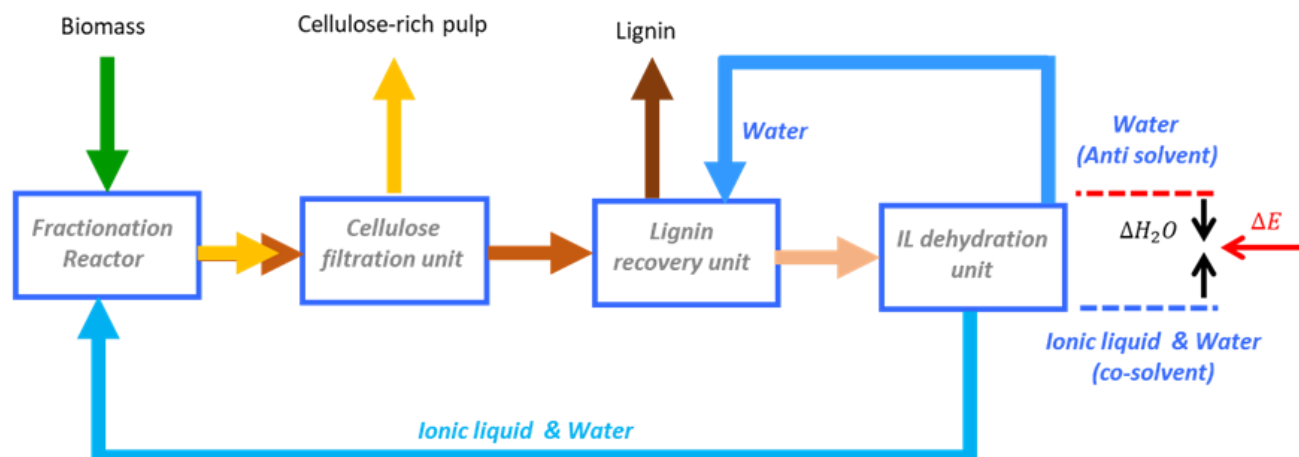 Biomass
Cellulose-rich pulp
Lignin
Water
Water
(Anti solvent)
Fractionation
Reactor
Cellulose
filtration unit
Lignin
recovery unit
IL dehydration
unit
ΔH₂O
ΔE
Ionic liquid & Water
(co-solvent)
Ionic liquid & Water